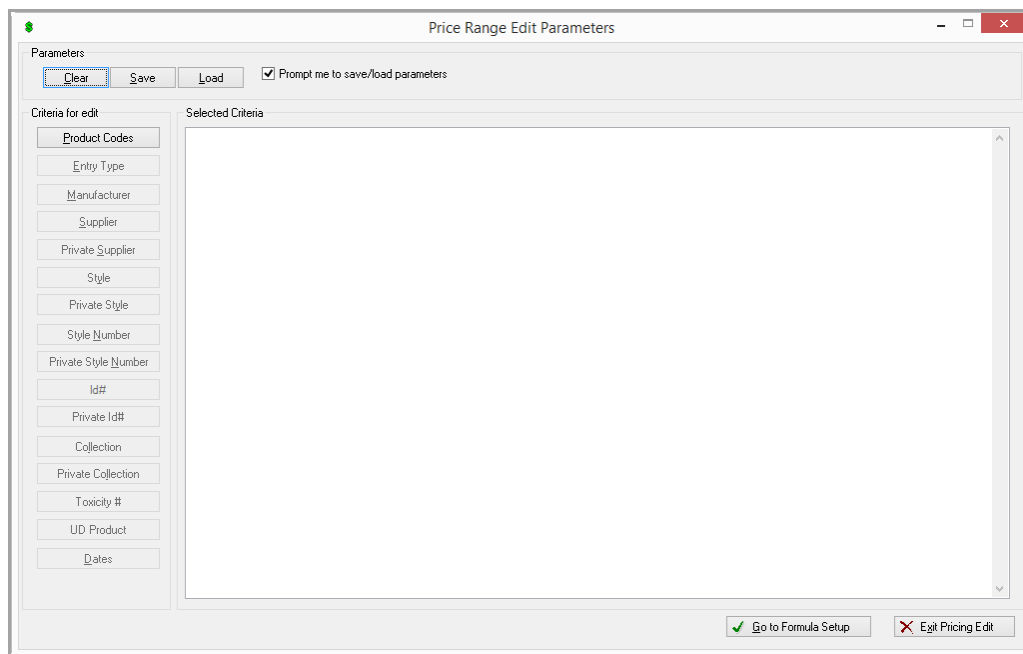 Price Range Edit Parameters
Parameters
Clear Save Load Prompt me to save/load parameters
Criteria for edit Selected Criteria
Product Codes
Entry Type
Manufacturer
Supplier
Private Supplier
Style
Private Style
Style Number
Private Style Number
Id#
Private Id#
Collection
Private Collection
Toxicity #
UD Product
Dates
Go to Formula Setup Exit Pricing Edit